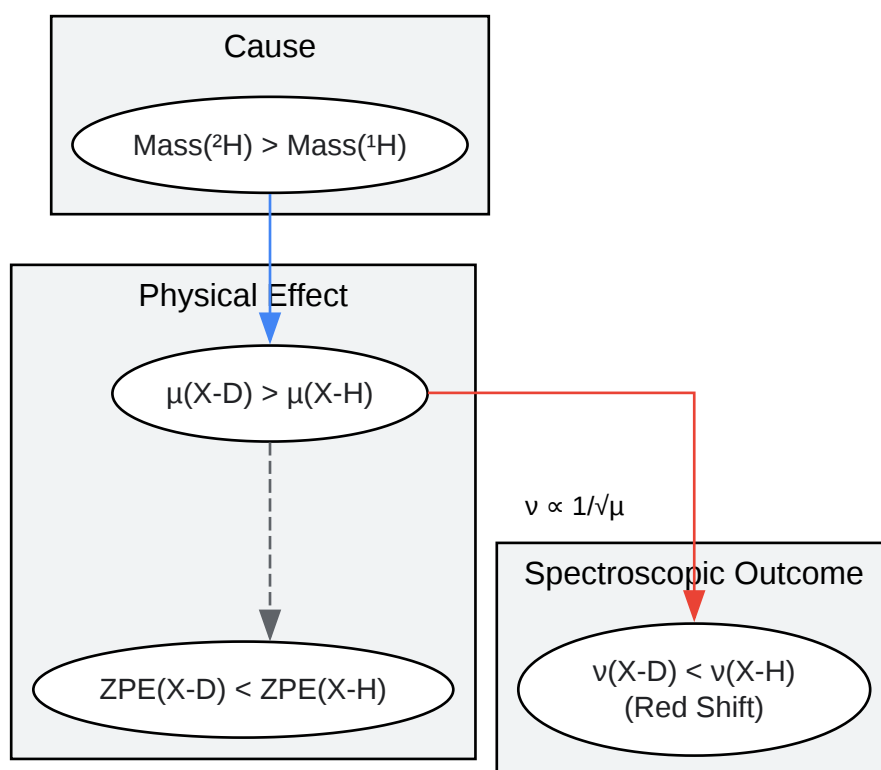 Cause
Mass(²H) > Mass(¹H)
Physical Effect
µ(X-D) > µ(X-H)
ν ∝ 1/√µ
Spectroscopic Outcome
ZPE(X-D) < ZPE(X-H)
ν(X-D) < ν(X-H)
(Red Shift)